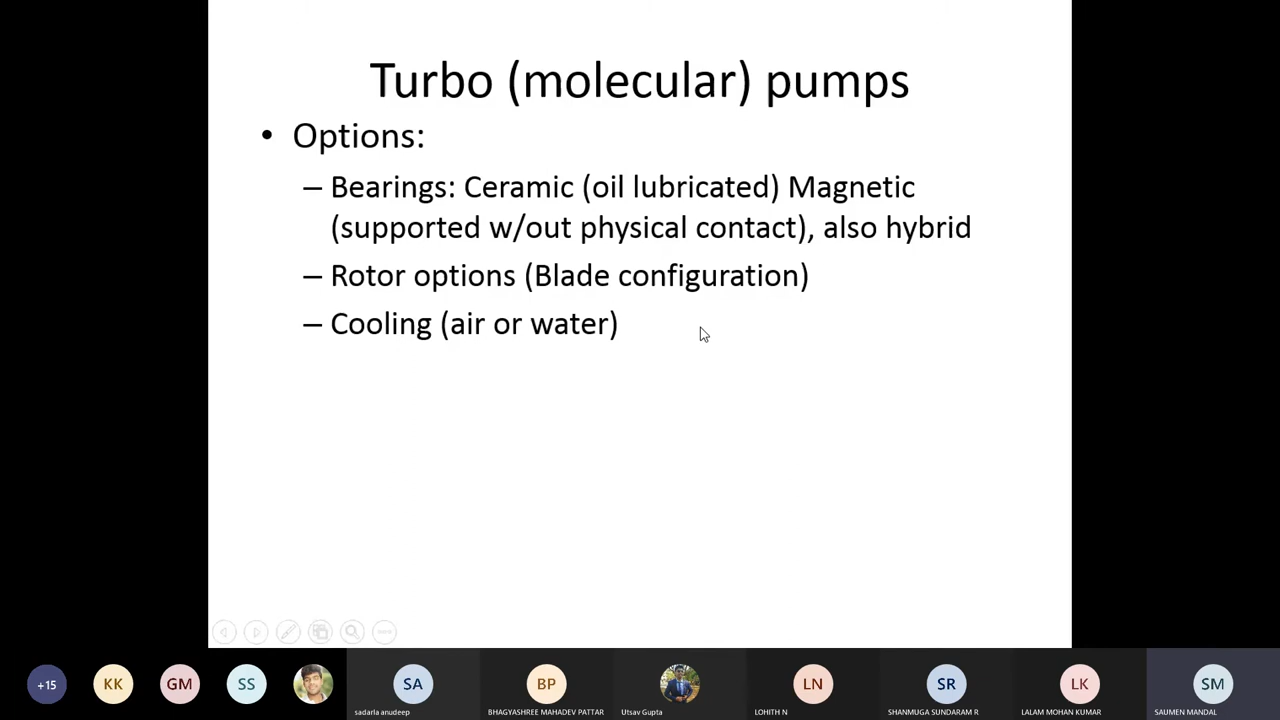 Turbo (molecular) pumps
• Options:
– Bearings: Ceramic (oil lubricated) Magnetic
(supported w/out physical contact), also hybrid
– Rotor options (Blade configuration)
– Cooling (air or water)
+15
KK
GM
SS
SA
BP
LN
SR
LK
SM
sadarla anudeep
BHAGYASHREE MAHADEV PATTAR
Utsav Gupta
LOHITH N
SHANMUGA SUNDARAM R
LALAM MOHAN KUMAR
SAUMEN MANDAL